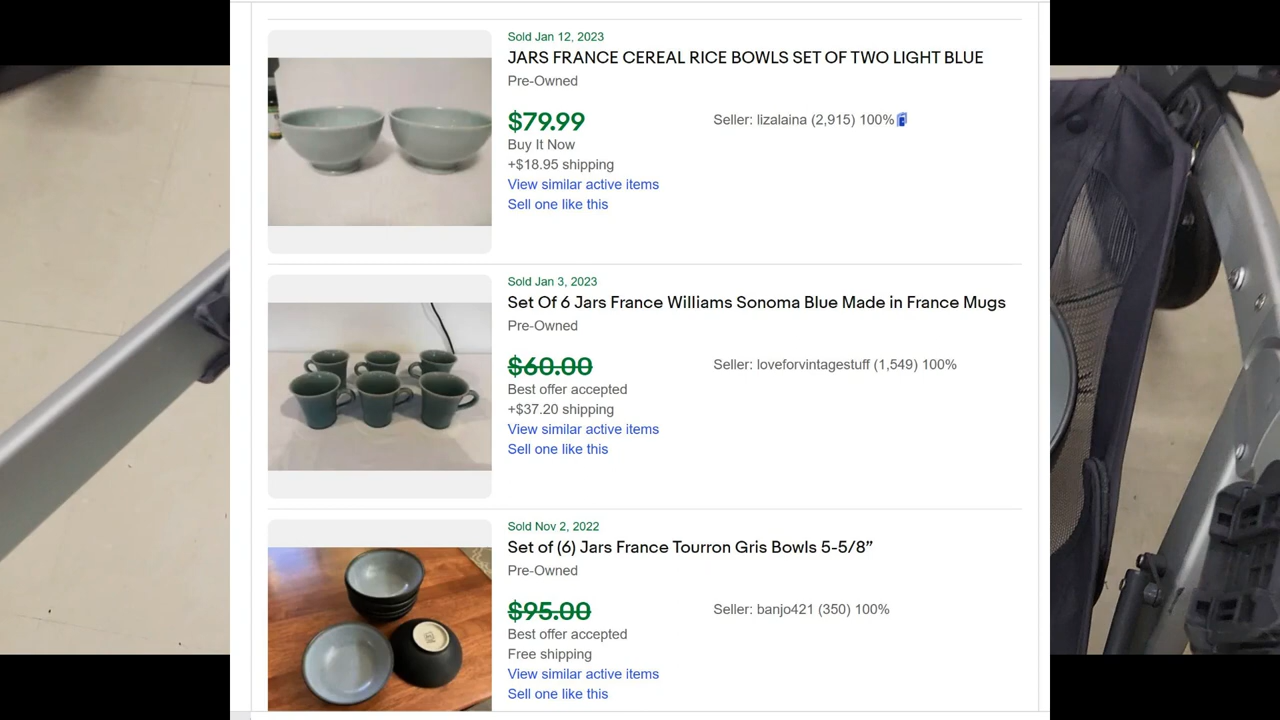 Sold Jan 12, 2023
JARS FRANCE CEREAL RICE BOWLS SET OF TWO LIGHT BLUE
Pre-Owned
$79.99
Seller: lizalaina (2,915) 100%
Buy It Now
+$18.95 shipping
View similar active items
Sell one like this
Sold Jan 3, 2023
Set Of 6 Jars France Williams Sonoma Blue Made in France Mugs
Pre-Owned
$60.00
Seller: loveforvintagestuff (1,549) 100%
Best offer accepted
+$37.20 shipping
View similar active items
Sell one like this
Sold Nov 2, 2022
Set of (6) Jars France Tourron Gris Bowls 5-5/8”
Pre-Owned
$95.00
Seller: banjo421 (350) 100%
Best offer accepted
Free shipping
View similar active items
Sell one like this